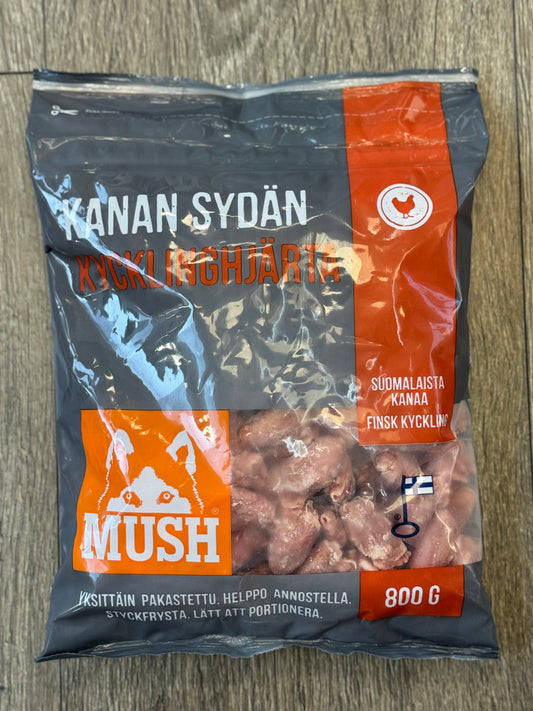 KANAN SYDÄN
KYCKLINGHJÄRTA
SUOMALAISTA
KANAA
FINSK KYCKLING
MUSH®
YKSITTÄIN PAKASTETTU. HELPPO ANNOSTELLA.
STYCKFRYSTA. LÄTT ATT PORTIONERA.
800 G